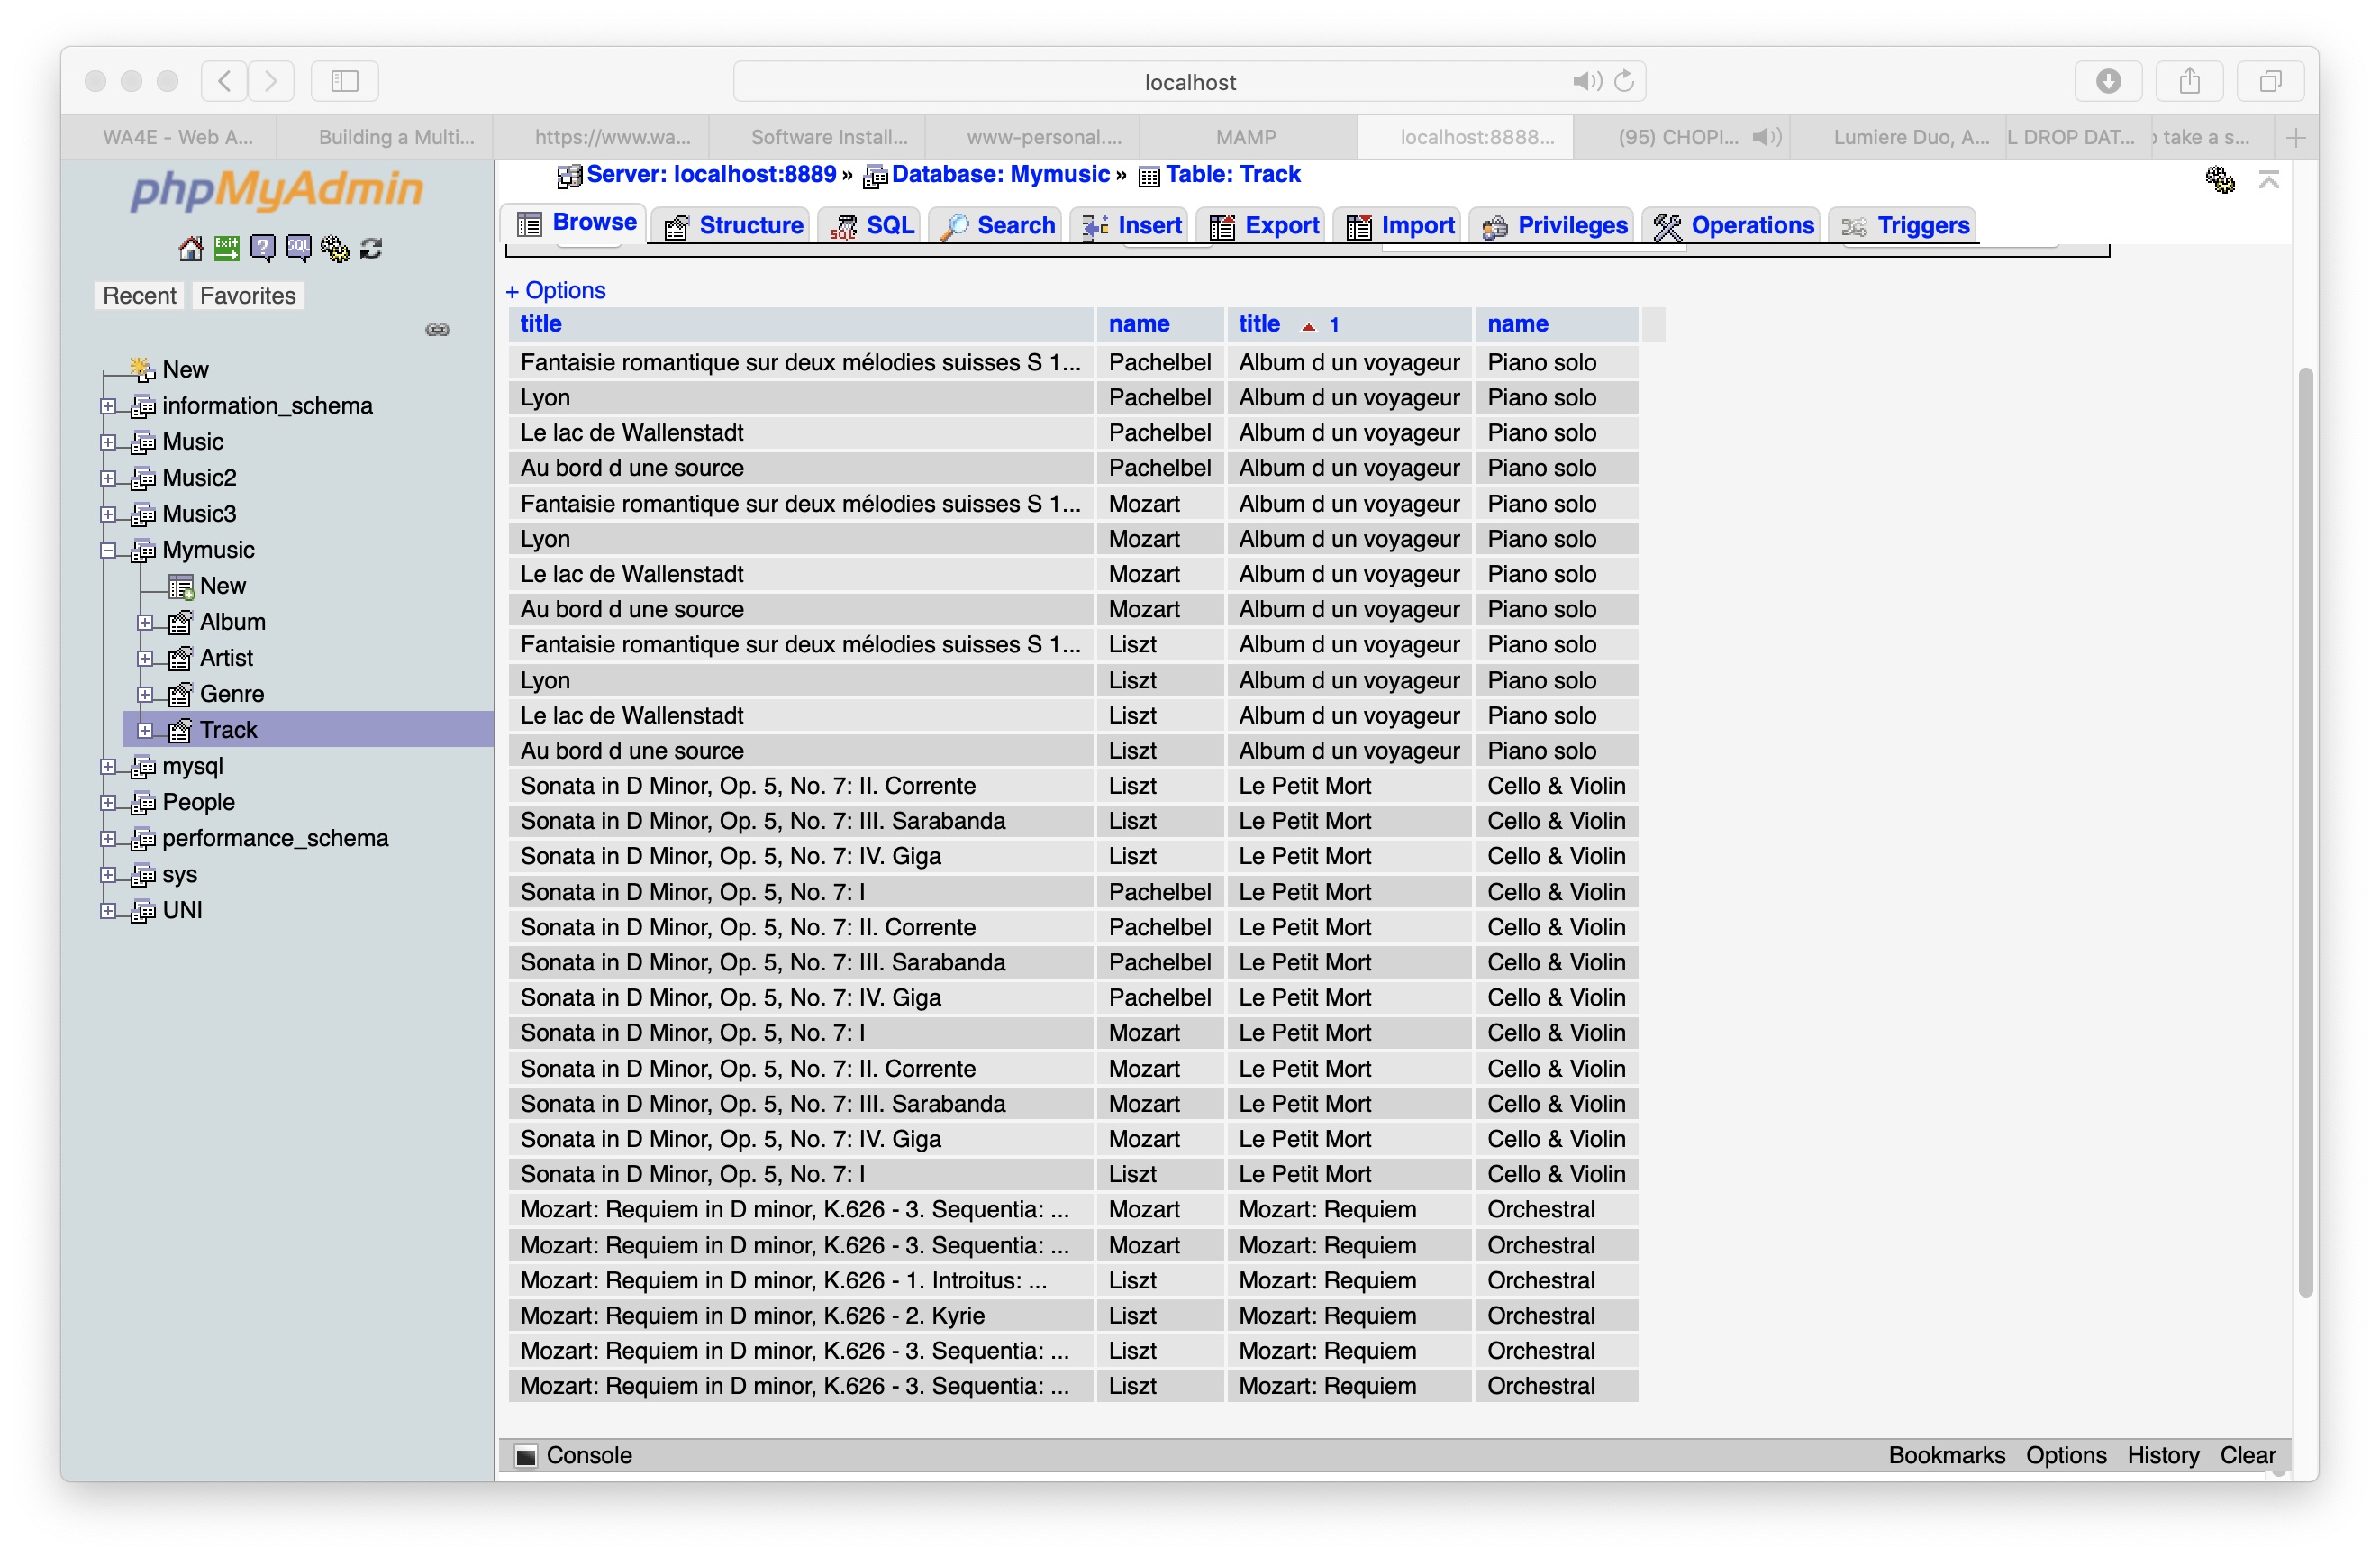 localhost
WA4E - Web A... Building a Multi... https://www.wa... Software Install... www-personal.... MAMP localhost:8888... (95) CHOPI... Lumiere Duo, A... L DROP DAT... take a s...
phpMyAdmin
Recent Favorites
New
information_schema
Music
Music2
Music3
Mymusic
New
Album
Artist
Genre
Track
mysql
People
performance_schema
sys
UNI
Server: localhost:8889 » Database: Mymusic » Table: Track
Browse Structure SQL Search Insert Export Import Privileges Operations Triggers
+ Options
title name title 1 name
Fantaisie romantique sur deux mélodies suisses S 1... Pachelbel Album d un voyageur Piano solo
Lyon Pachelbel Album d un voyageur Piano solo
Le lac de Wallenstadt Pachelbel Album d un voyageur Piano solo
Au bord d une source Pachelbel Album d un voyageur Piano solo
Fantaisie romantique sur deux mélodies suisses S 1... Mozart Album d un voyageur Piano solo
Lyon Mozart Album d un voyageur Piano solo
Le lac de Wallenstadt Mozart Album d un voyageur Piano solo
Au bord d une source Mozart Album d un voyageur Piano solo
Fantaisie romantique sur deux mélodies suisses S 1... Liszt Album d un voyageur Piano solo
Lyon Liszt Album d un voyageur Piano solo
Le lac de Wallenstadt Liszt Album d un voyageur Piano solo
Au bord d une source Liszt Album d un voyageur Piano solo
Sonata in D Minor, Op. 5, No. 7: II. Corrente Liszt Le Petit Mort Cello & Violin
Sonata in D Minor, Op. 5, No. 7: III. Sarabanda Liszt Le Petit Mort Cello & Violin
Sonata in D Minor, Op. 5, No. 7: IV. Giga Liszt Le Petit Mort Cello & Violin
Sonata in D Minor, Op. 5, No. 7: I Pachelbel Le Petit Mort Cello & Violin
Sonata in D Minor, Op. 5, No. 7: II. Corrente Pachelbel Le Petit Mort Cello & Violin
Sonata in D Minor, Op. 5, No. 7: III. Sarabanda Pachelbel Le Petit Mort Cello & Violin
Sonata in D Minor, Op. 5, No. 7: IV. Giga Pachelbel Le Petit Mort Cello & Violin
Sonata in D Minor, Op. 5, No. 7: I Mozart Le Petit Mort Cello & Violin
Sonata in D Minor, Op. 5, No. 7: II. Corrente Mozart Le Petit Mort Cello & Violin
Sonata in D Minor, Op. 5, No. 7: III. Sarabanda Mozart Le Petit Mort Cello & Violin
Sonata in D Minor, Op. 5, No. 7: IV. Giga Mozart Le Petit Mort Cello & Violin
Sonata in D Minor, Op. 5, No. 7: I Liszt Le Petit Mort Cello & Violin
Mozart: Requiem in D minor, K.626 - 3. Sequentia: ... Mozart Mozart: Requiem Orchestral
Mozart: Requiem in D minor, K.626 - 3. Sequentia: ... Mozart Mozart: Requiem Orchestral
Mozart: Requiem in D minor, K.626 - 1. Introitus: ... Liszt Mozart: Requiem Orchestral
Mozart: Requiem in D minor, K.626 - 2. Kyrie Liszt Mozart: Requiem Orchestral
Mozart: Requiem in D minor, K.626 - 3. Sequentia: ... Liszt Mozart: Requiem Orchestral
Mozart: Requiem in D minor, K.626 - 3. Sequentia: ... Liszt Mozart: Requiem Orchestral
Console Bookmarks Options History Clear